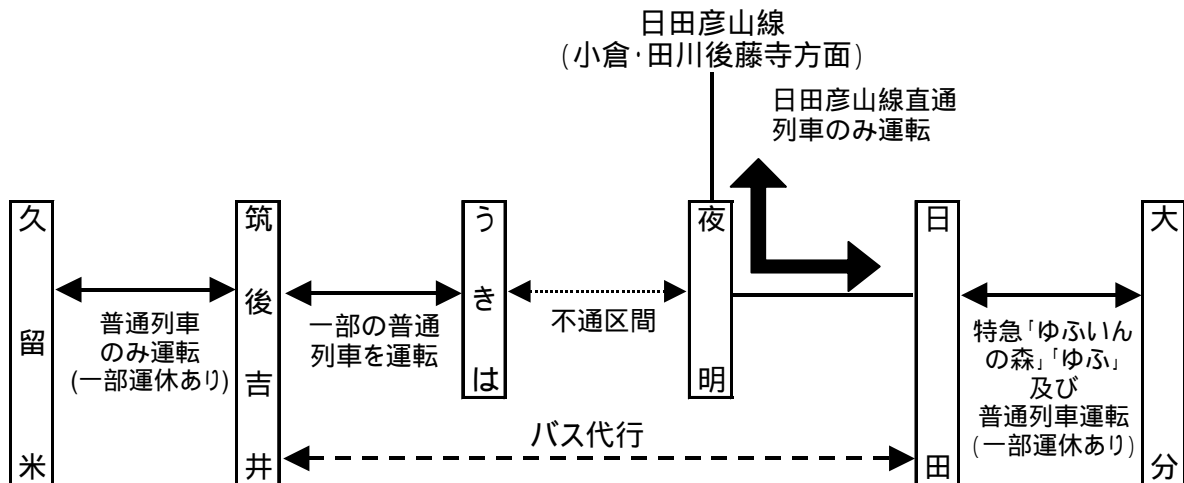 日田彦山線
(小倉・田川後藤寺方面)
日田彦山線直通
列車のみ運転
久留米
筑後吉井
うきは
夜明
日田
大分
普通列車
のみ運転
(一部運休あり)
一部の普通
列車を運転
不通区間
特急「ゆふいん
の森」「ゆふ」
及び
普通列車運転
(一部運休あり)
バス代行